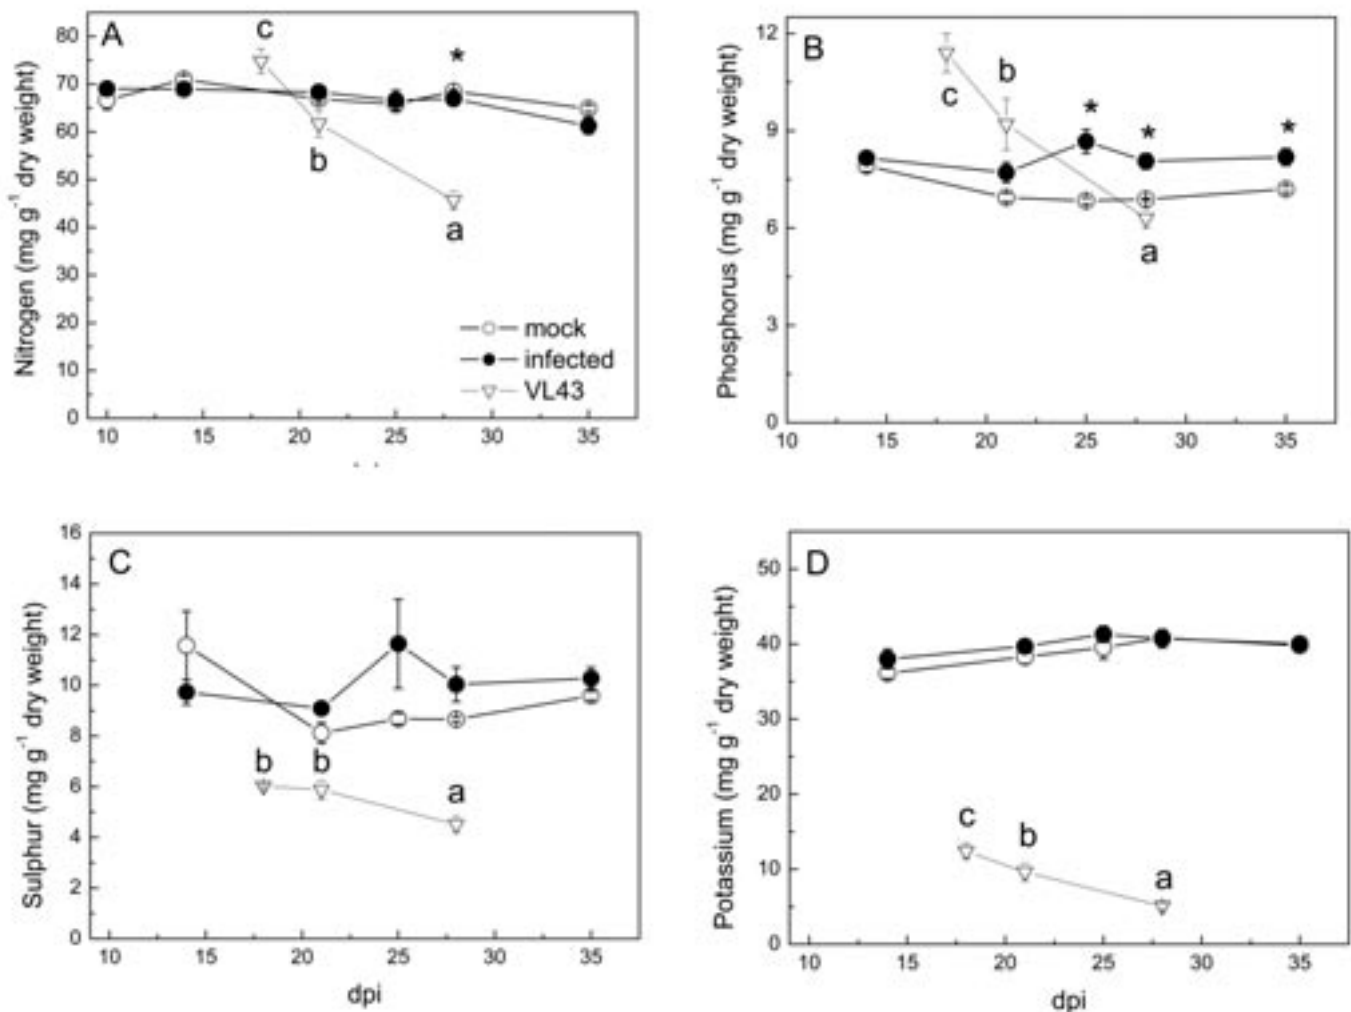 A
c
*
b
a
80
70
60
50
40
30
20
10
0
Nitrogen (mg g-1 dry weight)
mock
infected
VL43
10 15 20 25 30 35
B
c
b
*
*
*
a
12
9
6
3
0
Phosphorus (mg g-1 dry weight)
10 15 20 25 30 35
C
b b
a
16
14
12
10
8
6
4
2
0
Sulphur (mg g-1 dry weight)
10 15 20 25 30 35
dpi
D
c
b
a
50
40
30
20
10
0
Potassium (mg g-1 dry weight)
10 15 20 25 30 35
dpi